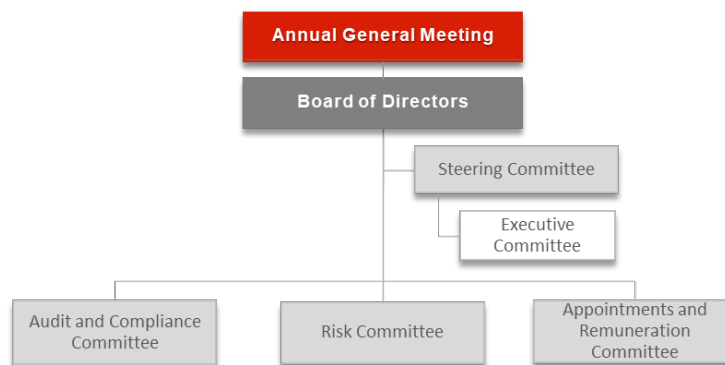 Annual General Meeting
Board of Directors
Steering Committee
Executive
Committee
Audit and Compliance
Committee
Risk Committee
Appointments and
Remuneration
Committee